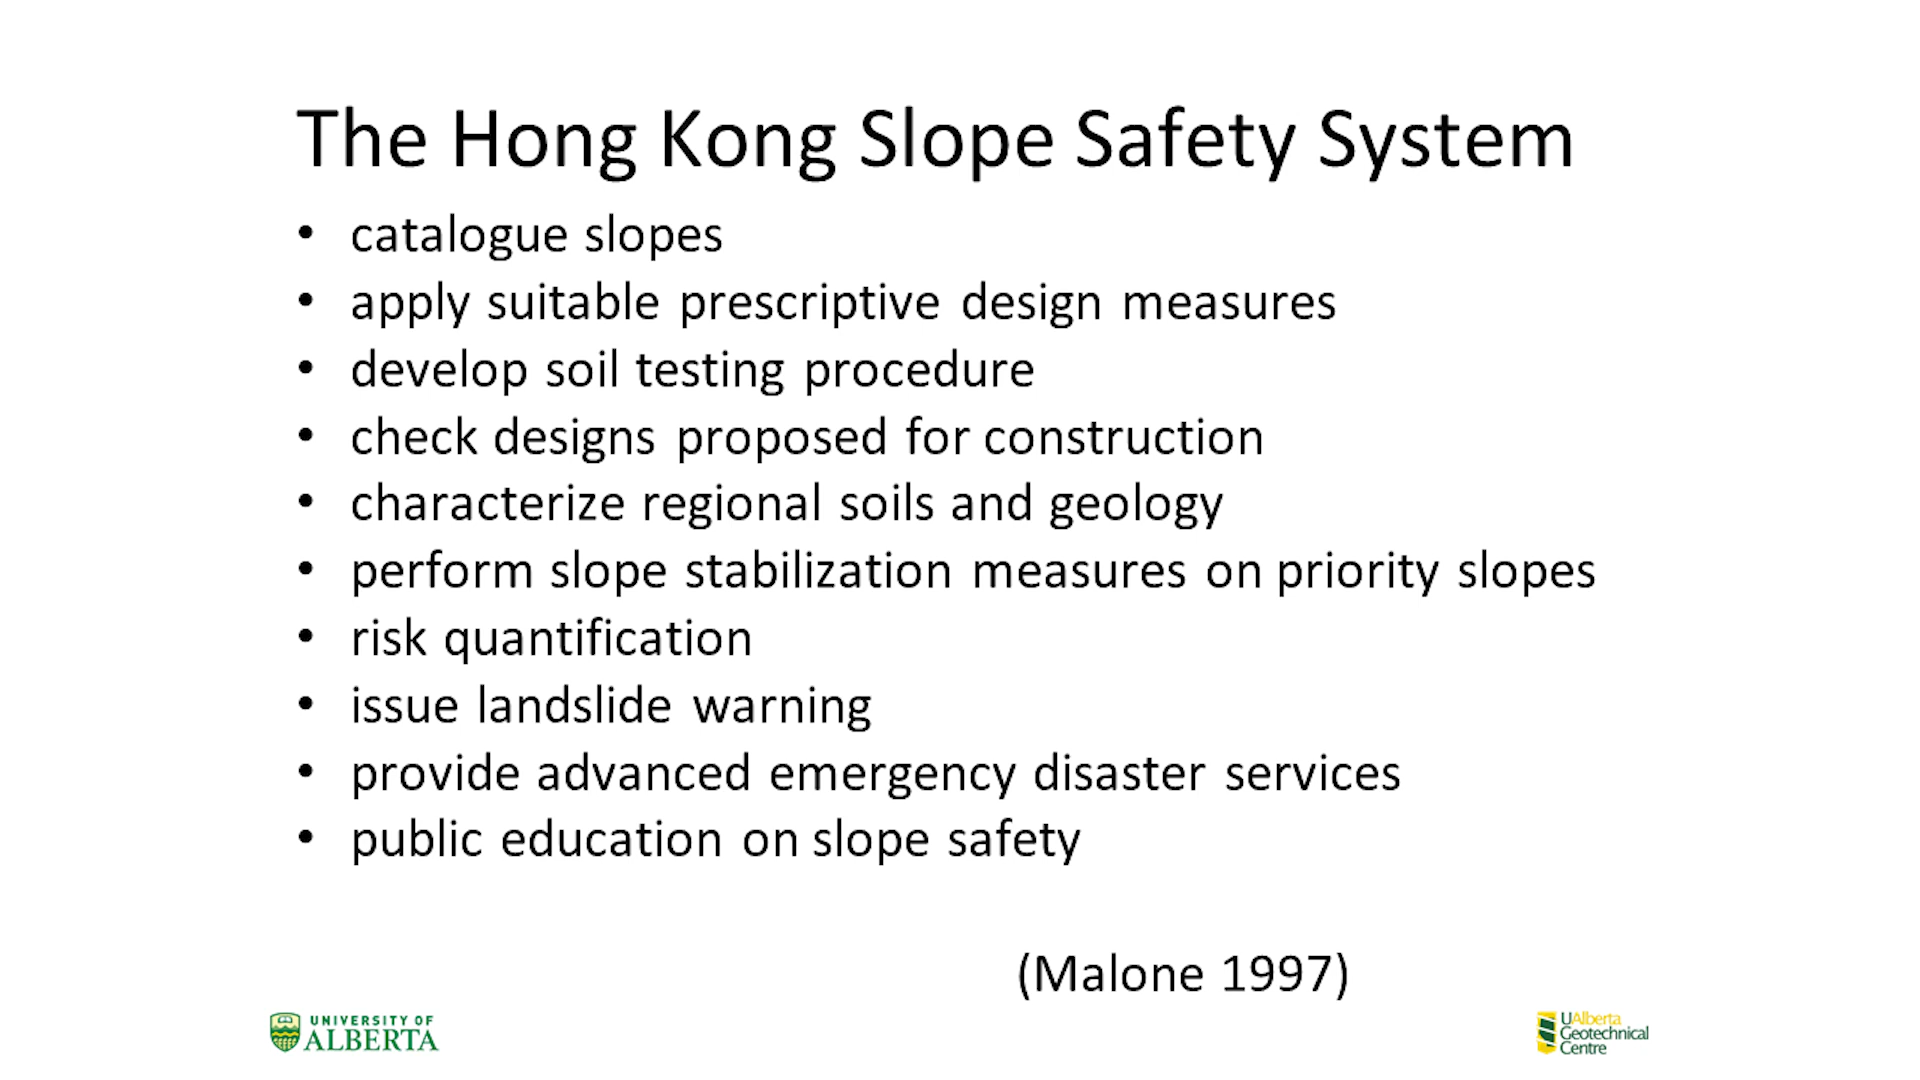 The Hong Kong Slope Safety System
• catalogue slopes
• apply suitable prescriptive design measures
• develop soil testing procedure
• check designs proposed for construction
• characterize regional soils and geology
• perform slope stabilization measures on priority slopes
• risk quantification
• issue landslide warning
• provide advanced emergency disaster services
• public education on slope safety
(Malone 1997)
UNIVERSITY OF
ALBERTA
UAlberta
Geotechnical
Centre